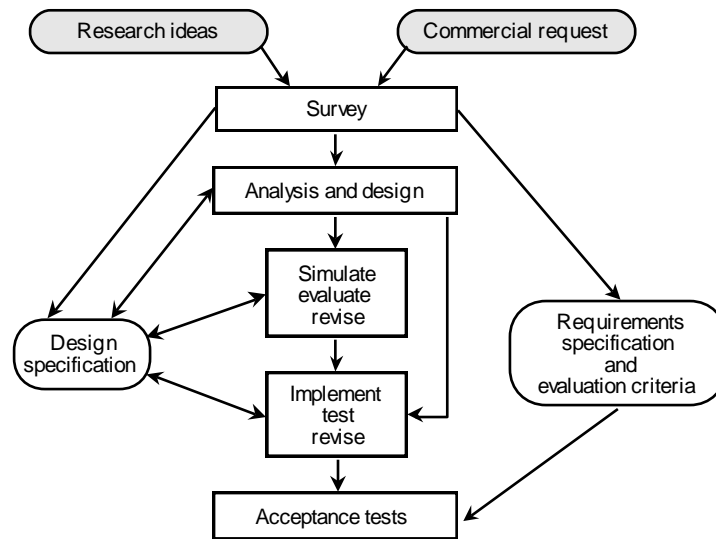 Research ideas
Commercial request
Survey
Analysis and design
Simulate
evaluate
revise
Design
specification
Requirements
specification
and
evaluation criteria
Implement
test
revise
Acceptance tests